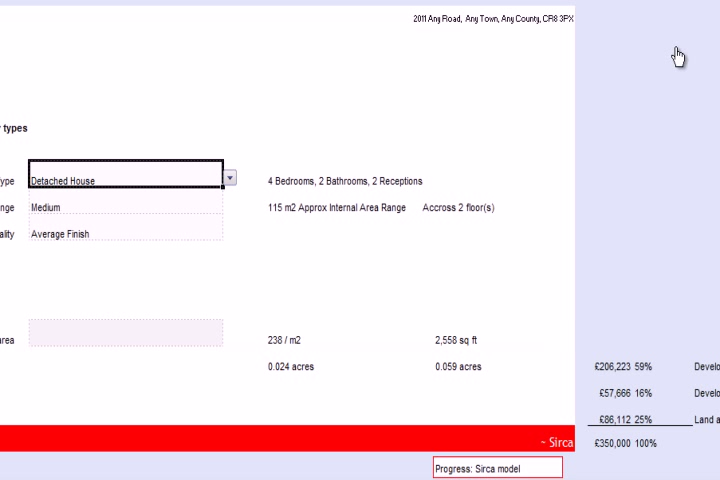 2011 Any Road, Any Town, Any County, CR8 3PX
types
ype Detached House 4 Bedrooms, 2 Bathrooms, 2 Receptions
nge Medium 115 m2 Approx Internal Area Range Accross 2 floor(s)
ality Average Finish
area 238 / m2 2,558 sq ft
0.024 acres 0.059 acres £206,223 59% Develo
£57,666 16% Develo
£86,112 25% Land a
~ Sirca £350,000 100%
Progress: Sirca model